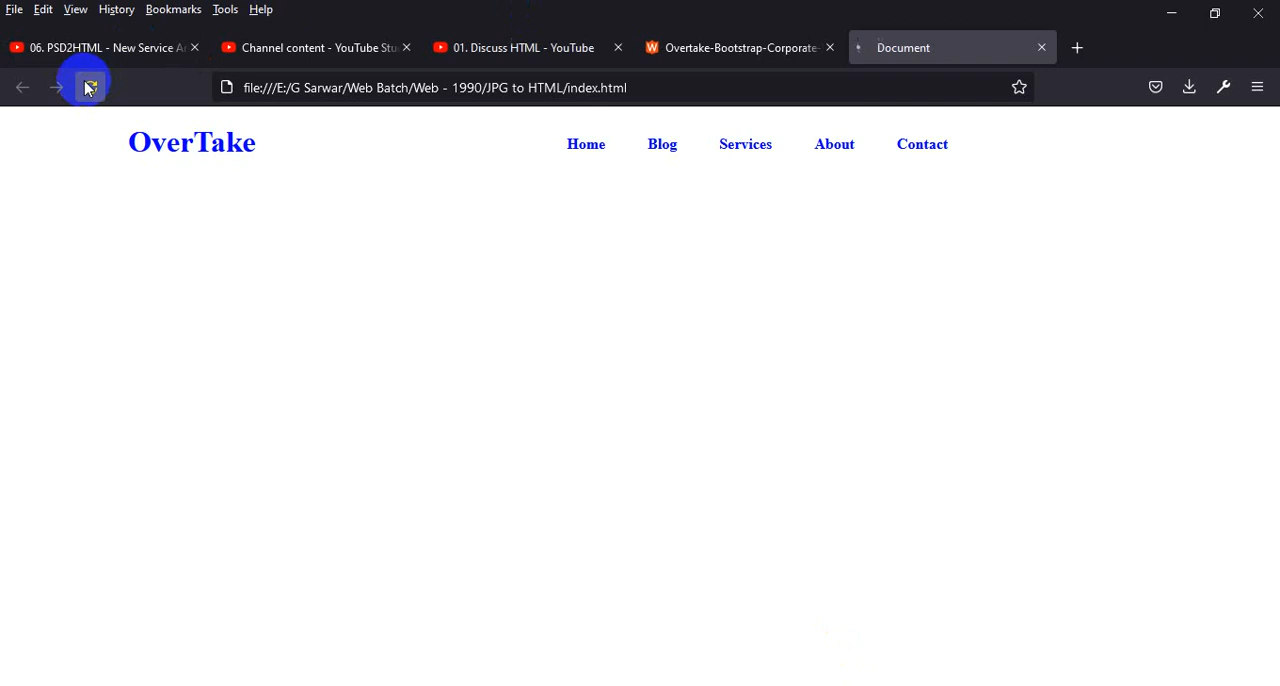 File Edit View History Bookmarks Tools Help
06. PSD2HTML - New Service A
Channel content - YouTube Stu
01. Discuss HTML - YouTube
Overtake-Bootstrap-Corporate-
Document
file:///E:/G Sarwar/Web Batch/Web - 1990/JPG to HTML/index.html
OverTake Home Blog Services About Contact